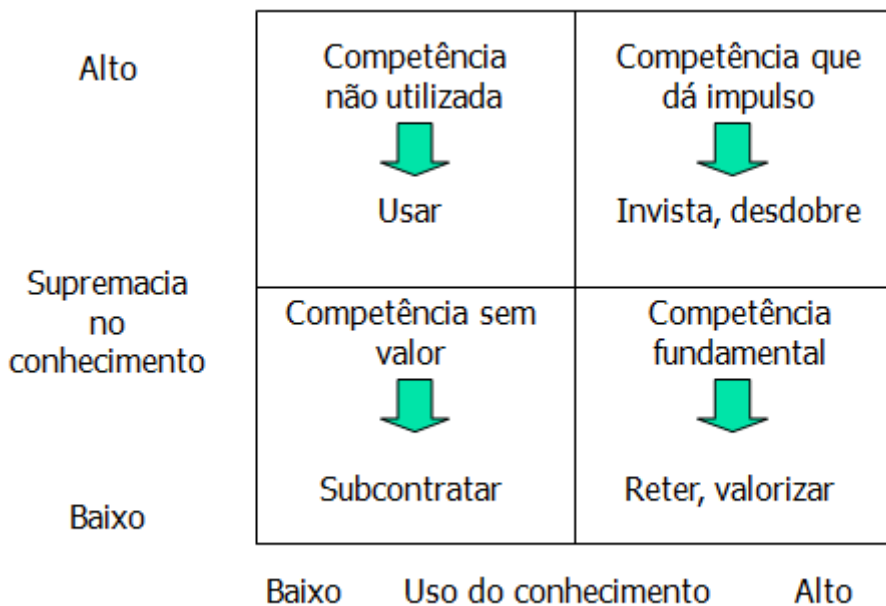 Alto
Competência
não utilizada
Usar
Competência que
dá impulso
Invista, desdobre
Supremacia
no
conhecimento
Competência sem
valor
Subcontratar
Competência
fundamental
Reter, valorizar
Baixo
Baixo Uso do conhecimento Alto